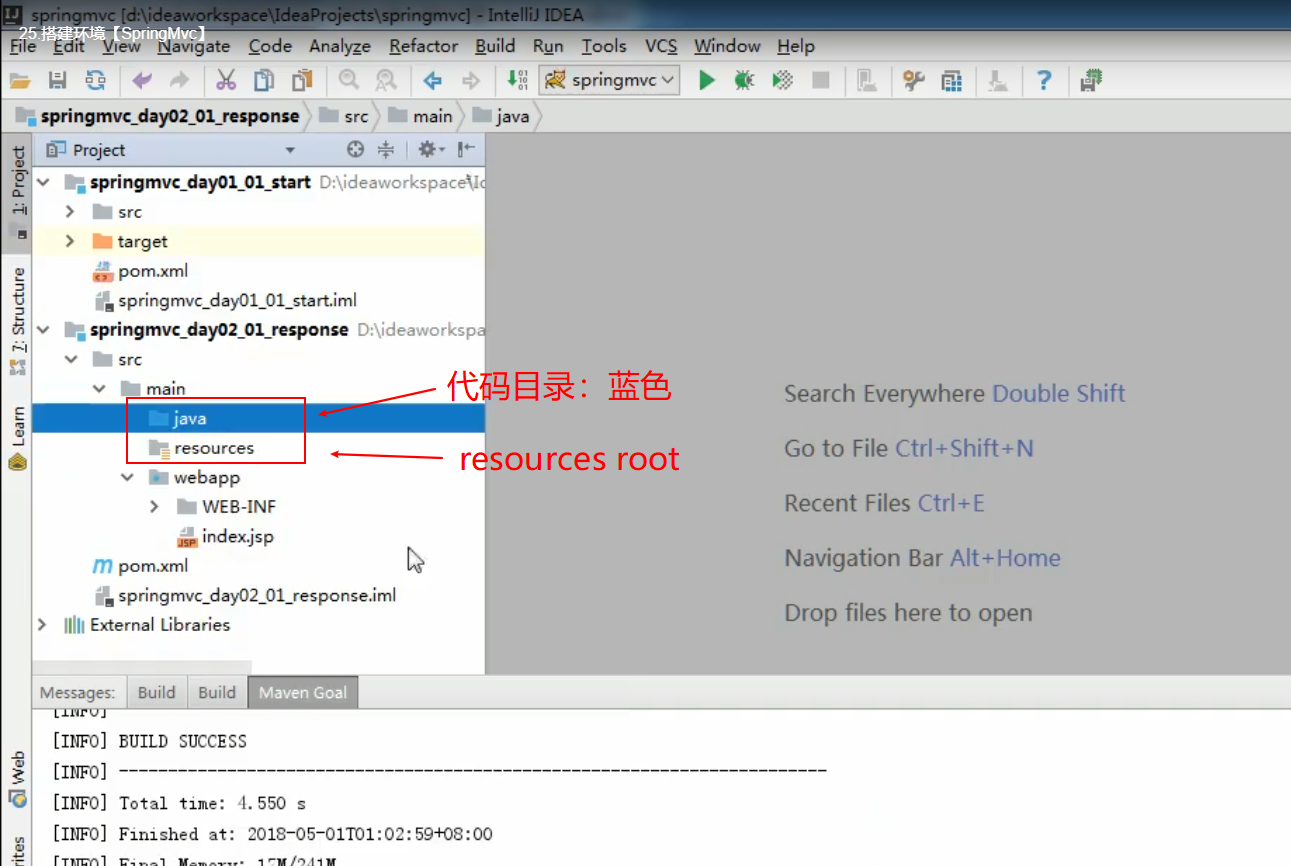 springmvc [d:\ideaworkspace\IdeaProjects\springmvc] - IntelliJ IDEA
25.搭建环境【SpringMvc】
File Edit View Navigate Code Analyze Refactor Build Run Tools VCS Window Help
springmvc
springmvc_day02_01_response src main java
1: Project
Project
springmvc_day01_01_start D:\ideaworkspace\Id
src
target
pom.xml
springmvc_day01_01_start.iml
7: Structure
springmvc_day02_01_response D:\ideaworkspa
src
main
代码目录：蓝色
java
Learn
resources
resources root
webapp
WEB-INF
index.jsp
pom.xml
springmvc_day02_01_response.iml
External Libraries
Search Everywhere Double Shift
Go to File Ctrl+Shift+N
Recent Files Ctrl+E
Navigation Bar Alt+Home
Drop files here to open
Messages: Build Build Maven Goal
[INFO]
[INFO] BUILD SUCCESS
[INFO] ------------------------------------------------------------------------
Web
[INFO] Total time: 4.550 s
[INFO] Finished at: 2018-05-01T01:02:59+08:00
[INFO] Final Memory: 17M/241M